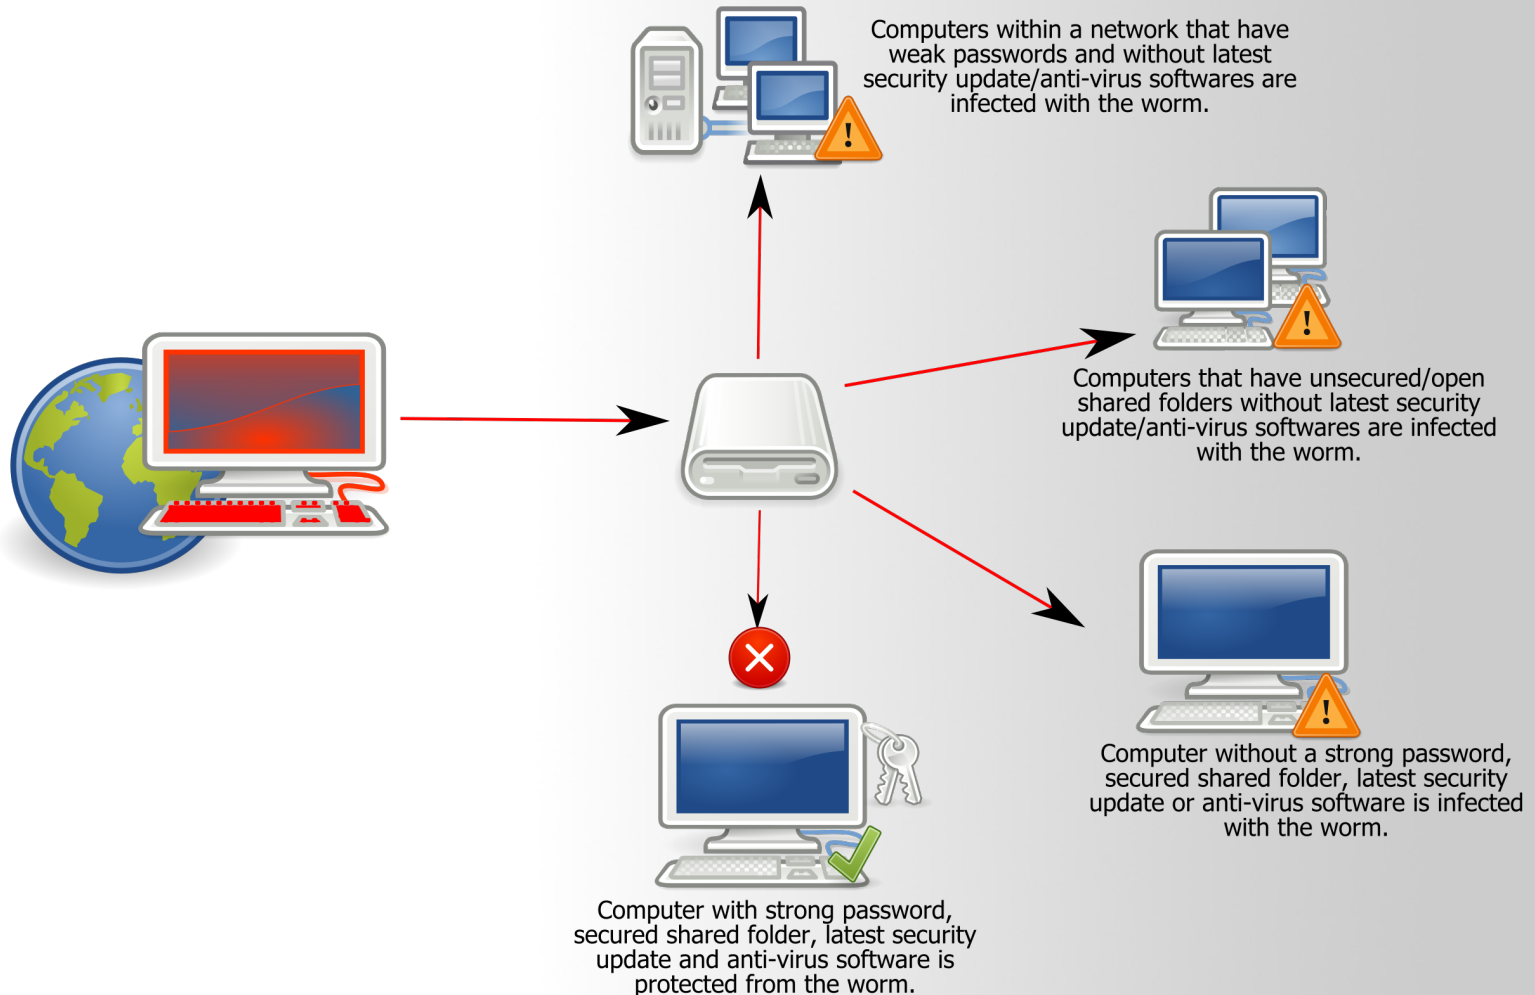 Computers within a network that have
weak passwords and without latest
security update/anti-virus softwares are
infected with the worm.
Computers that have unsecured/open
shared folders without latest security
update/anti-virus softwares are infected
with the worm.
Computer without a strong password,
secured shared folder, latest security
update or anti-virus software is infected
with the worm.
Computer with strong password,
secured shared folder, latest security
update and anti-virus software is
protected from the worm.